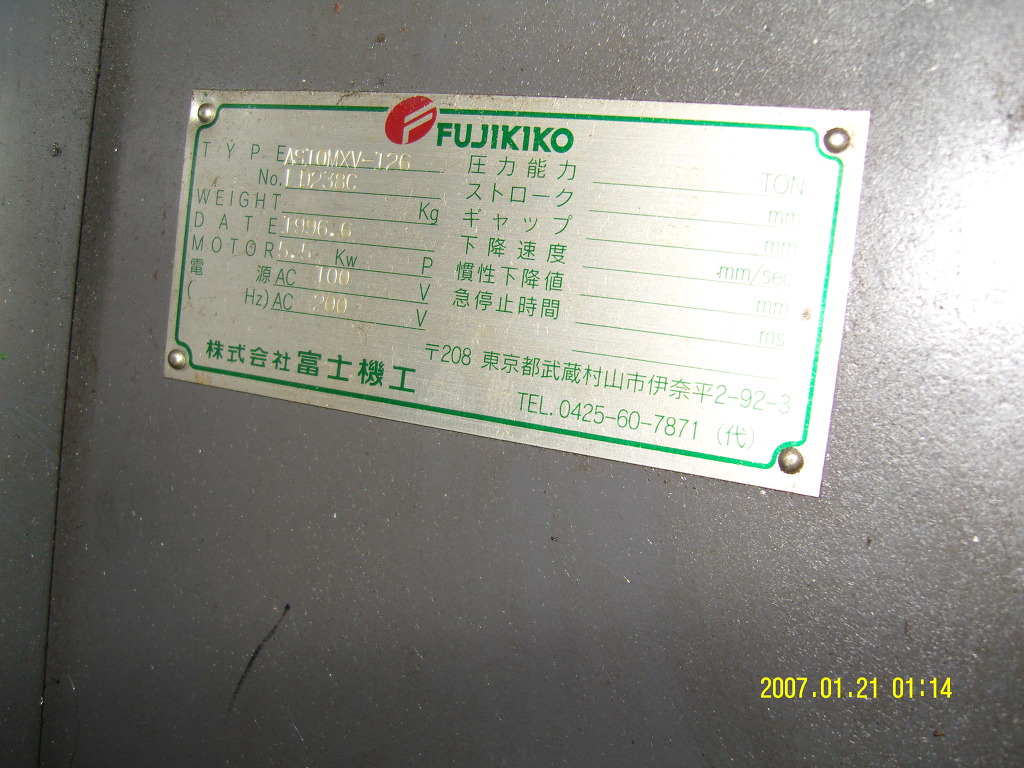 FUJIKIKO
TYPE AS10MXV-126
No. LD238C
WEIGHT Kg
DATE 1996.6
MOTOR 5.5 Kw P
電源 AC 100 V
( Hz) AC 200 V
圧力能力 TON
ストローク mm
ギャップ mm
下降速度 mm/sec
慣性下降値 mm
急停止時間 ms
株式会社 富士機工
〒208 東京都武蔵村山市伊奈平2-92-3
TEL. 0425-60-7871 (代)
2007.01.21 01:14